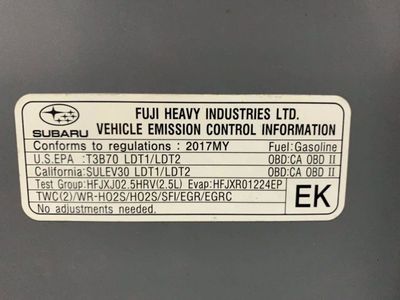 FUJI HEAVY INDUSTRIES LTD.
SUBARU VEHICLE EMISSION CONTROL INFORMATION
Conforms to regulations : 2017MY Fuel:Gasoline
U.S.EPA :T3B70 LDT1/LDT2 OBD:CA OBD II
California:SULEV30 LDT1/LDT2 OBD:CA OBD II
Test Group:HFJXJ02.5HRV(2.5L) Evap:HFJXR01224EP
TWC(2)/WR-HO2S/HO2S/SFI/EGR/EGRC
No adjustments needed.
EK